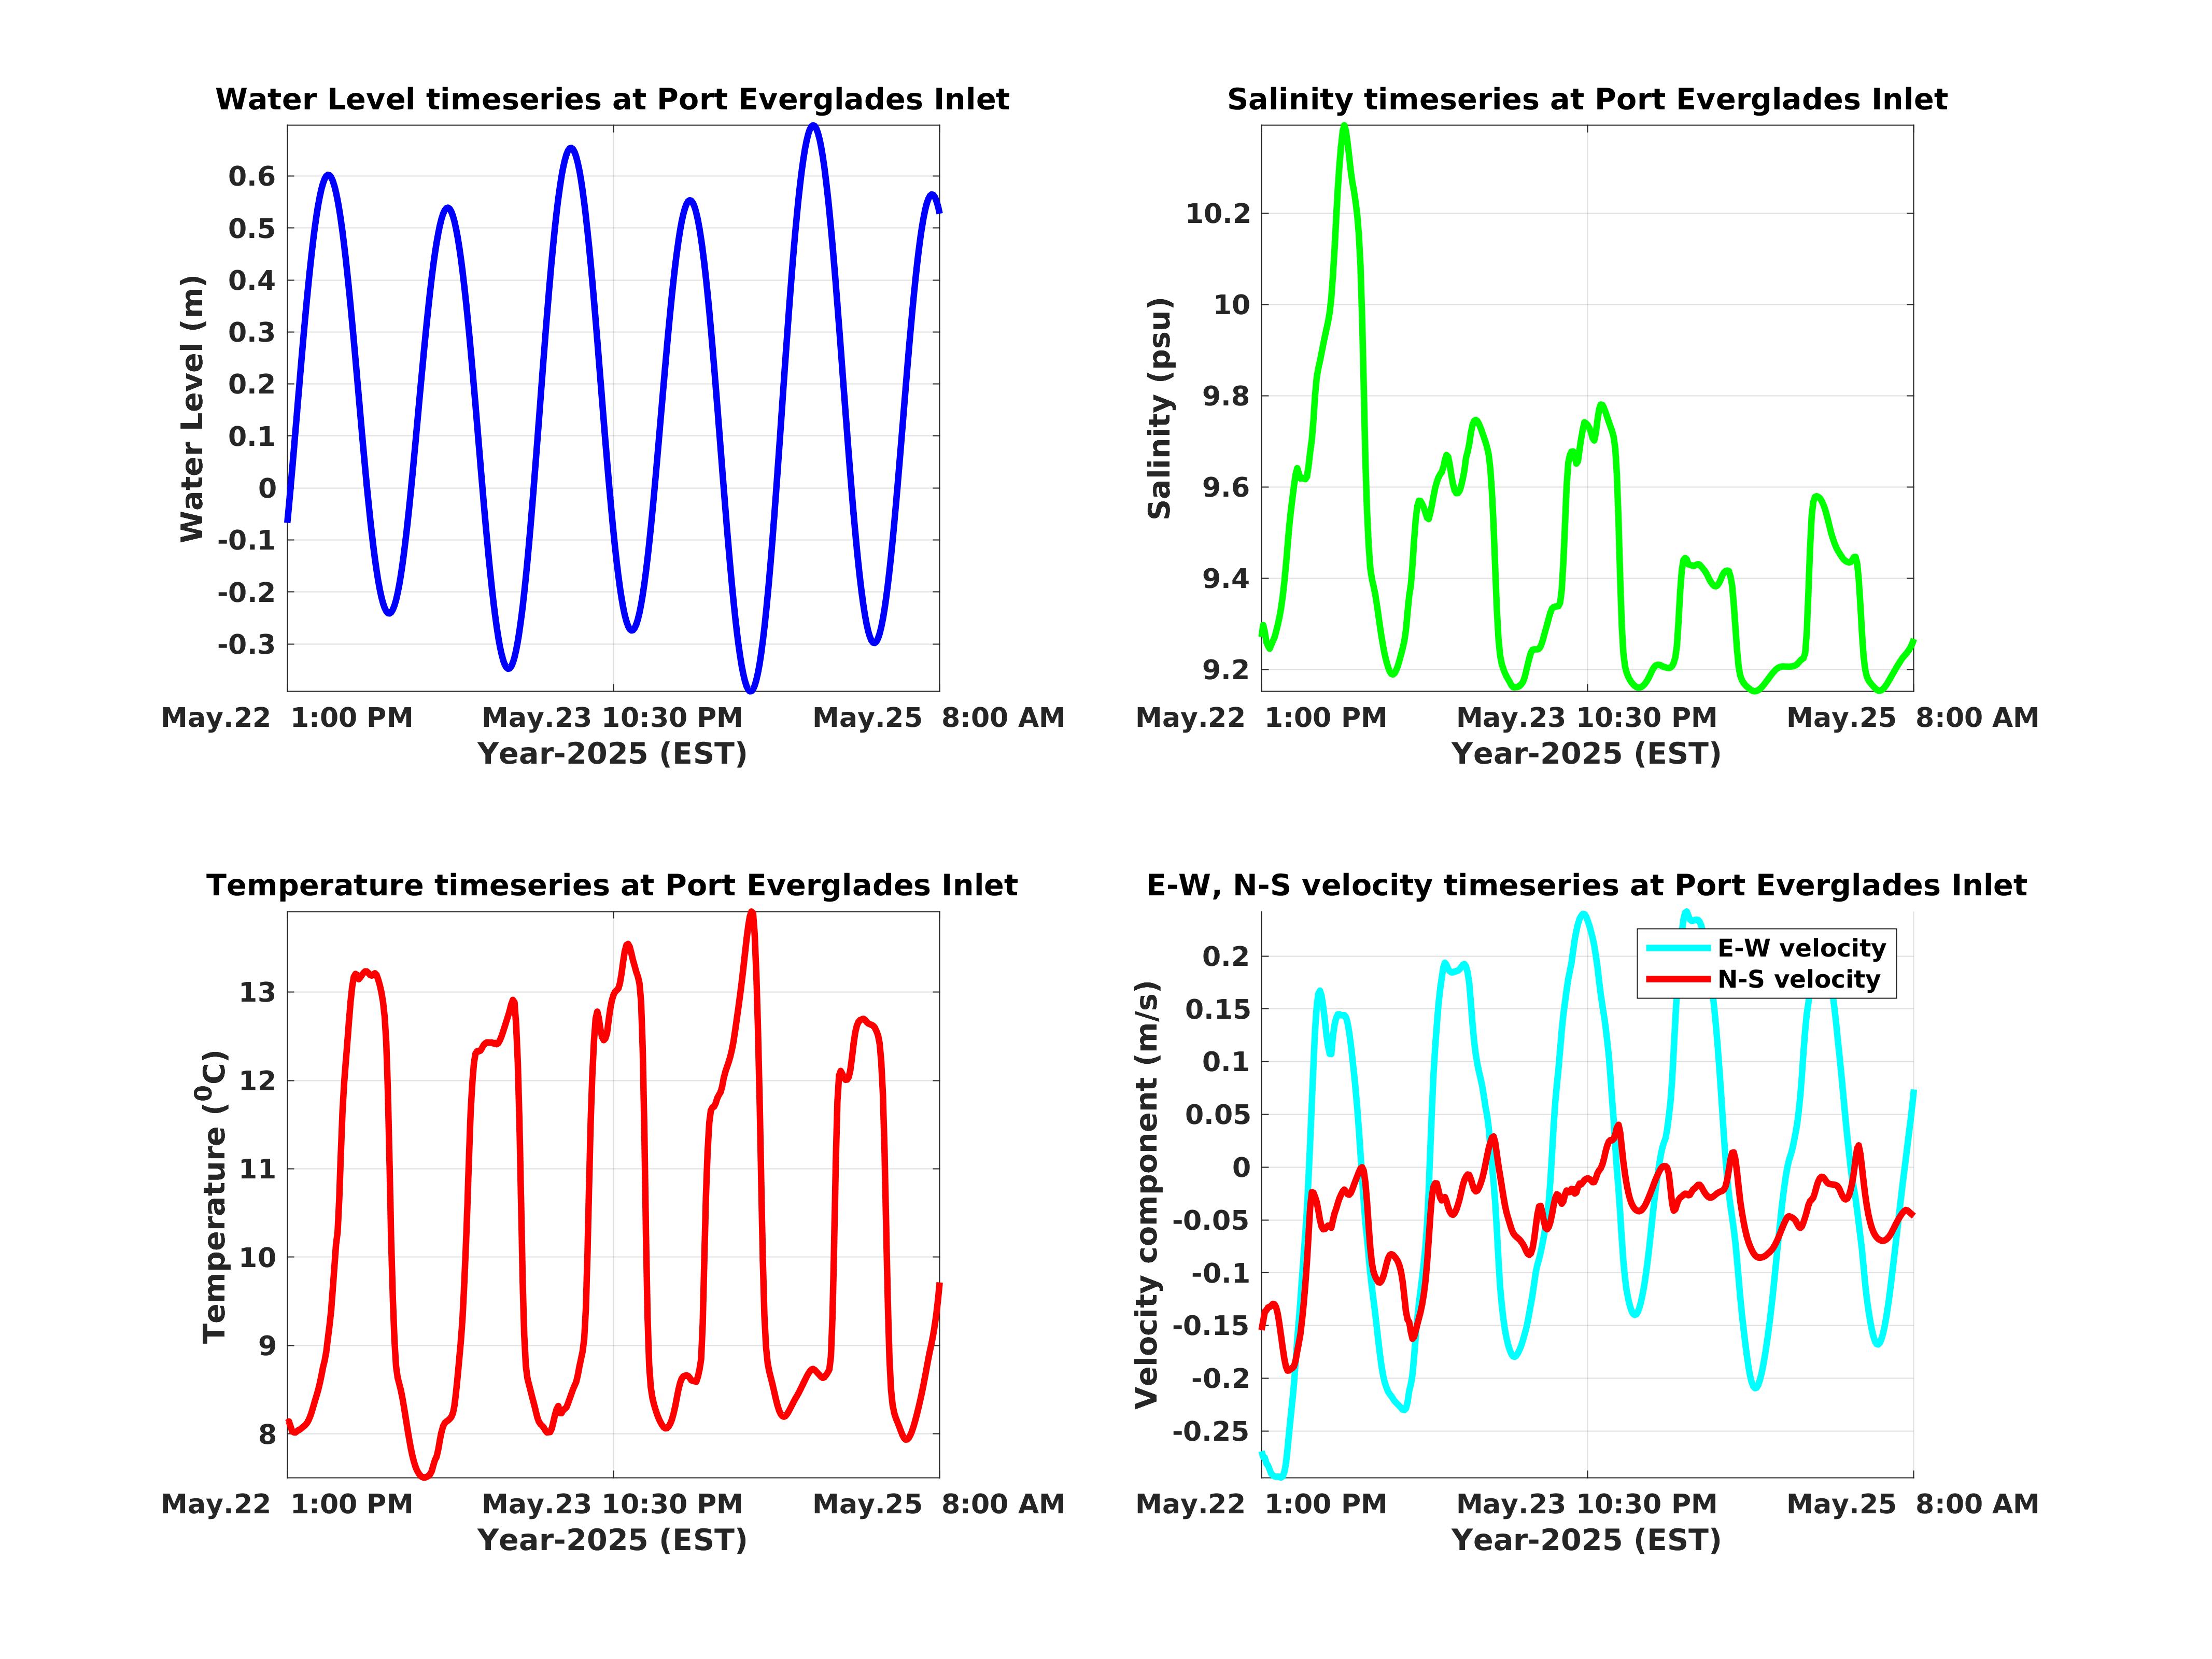 Water Level timeseries at Port Everglades Inlet
Water Level (m)
0.6
0.5
0.4
0.3
0.2
0.1
0
-0.1
-0.2
-0.3
May.22 1:00 PM May.23 10:30 PM May.25 8:00 AM
Year-2025 (EST)
Salinity timeseries at Port Everglades Inlet
Salinity (psu)
10.2
10
9.8
9.6
9.4
9.2
May.22 1:00 PM May.23 10:30 PM May.25 8:00 AM
Year-2025 (EST)
Temperature timeseries at Port Everglades Inlet
Temperature (⁰C)
13
12
11
10
9
8
May.22 1:00 PM May.23 10:30 PM May.25 8:00 AM
Year-2025 (EST)
E-W, N-S velocity timeseries at Port Everglades Inlet
Velocity component (m/s)
0.2
0.15
0.1
0.05
0
-0.05
-0.1
-0.15
-0.2
-0.25
E-W velocity
N-S velocity
May.22 1:00 PM May.23 10:30 PM May.25 8:00 AM
Year-2025 (EST)